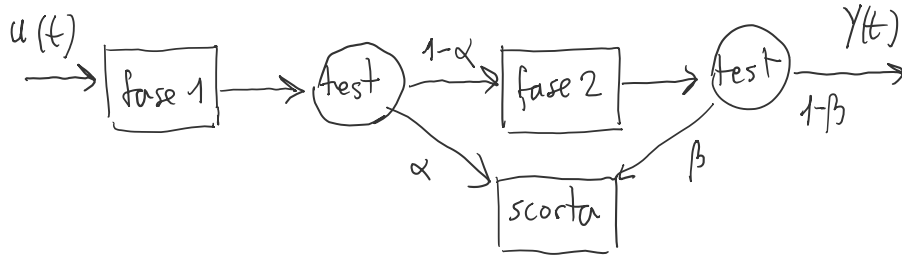 u(t)
fase 1
test
1-α
fase 2
test
y(t)
1-β
α
β
scorta